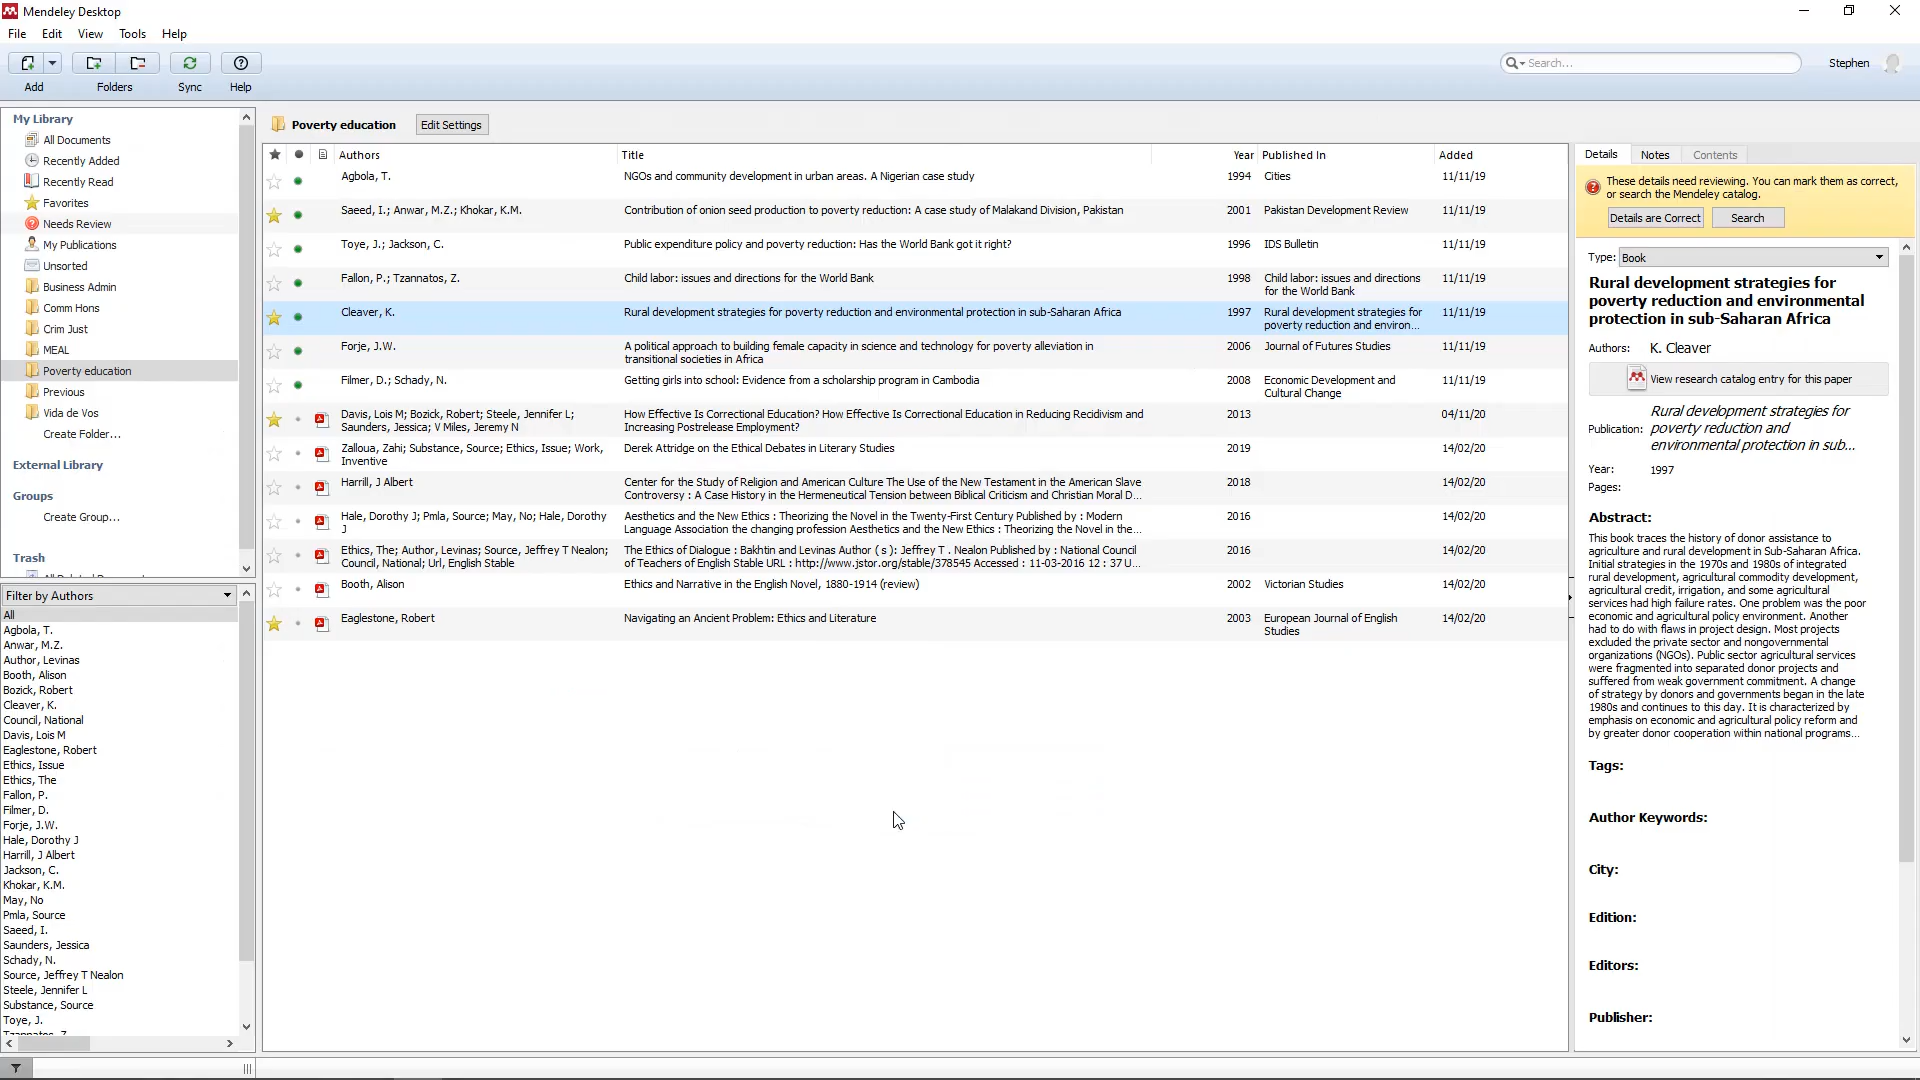 Mendeley Desktop
File Edit View Tools Help
Add Folders Sync Help
Search...
Stephen
My Library
All Documents
Recently Added
Recently Read
Favorites
Needs Review
My Publications
Unsorted
Business Admin
Comm Hons
Crim Just
MEAL
Poverty education
Previous
Vida de Vos
Create Folder...
External Library
Groups
Create Group...
Trash
Filter by Authors
All
Agbola, T.
Anwar, M.Z.
Author, Levinas
Booth, Alison
Bozick, Robert
Cleaver, K.
Council, National
Davis, Lois M
Eaglestone, Robert
Ethics, Issue
Ethics, The
Fallon, P.
Filmer, D.
Forje, J.W.
Hale, Dorothy J
Harrill, J Albert
Jackson, C.
Khokar, K.M.
May, No
Pmla, Source
Saeed, I.
Saunders, Jessica
Schady, N.
Source, Jeffrey T Nealon
Steele, Jennifer L
Substance, Source
Toye, J.
Poverty education Edit Settings
Authors Title Year Published In Added
Agbola, T. NGOs and community development in urban areas. A Nigerian case study 1994 Cities 11/11/19
Saeed, I.; Anwar, M.Z.; Khokar, K.M. Contribution of onion seed production to poverty reduction: A case study of Malakand Division, Pakistan 2001 Pakistan Development Review 11/11/19
Toye, J.; Jackson, C. Public expenditure policy and poverty reduction: Has the World Bank got it right? 1996 IDS Bulletin 11/11/19
Fallon, P.; Tzannatos, Z. Child labor: issues and directions for the World Bank 1998 Child labor: issues and directions 11/11/19
for the World Bank
Cleaver, K. Rural development strategies for poverty reduction and environmental protection in sub-Saharan Africa 1997 Rural development strategies for 11/11/19
poverty reduction and environ...
Forje, J.W. A political approach to building female capacity in science and technology for poverty alleviation in 2006 Journal of Futures Studies 11/11/19
transitional societies in Africa
Filmer, D.; Schady, N. Getting girls into school: Evidence from a scholarship program in Cambodia 2008 Economic Development and 11/11/19
Cultural Change
Davis, Lois M; Bozick, Robert; Steele, Jennifer L; How Effective Is Correctional Education? How Effective Is Correctional Education in Reducing Recidivism and 2013 04/11/20
Saunders, Jessica; V Miles, Jeremy N Increasing Postrelease Employment?
Zalloua, Zahi; Substance, Source; Ethics, Issue; Work, Derek Attridge on the Ethical Debates in Literary Studies 2019 14/02/20
Inventive
Harrill, J Albert Center for the Study of Religion and American Culture The Use of the New Testament in the American Slave 2018 14/02/20
Controversy : A Case History in the Hermeneutical Tension between Biblical Criticism and Christian Moral D...
Hale, Dorothy J; Pmla, Source; May, No; Hale, Dorothy Aesthetics and the New Ethics : Theorizing the Novel in the Twenty-First Century Published by : Modern 2016 14/02/20
J Language Association the changing profession Aesthetics and the New Ethics : Theorizing the Novel in the...
Ethics, The; Author, Levinas; Source, Jeffrey T Nealon; The Ethics of Dialogue : Bakhtin and Levinas Author ( s ): Jeffrey T . Nealon Published by : National Council 2016 14/02/20
Council, National; Url, English Stable of Teachers of English Stable URL : http://www.jstor.org/stable/378545 Accessed : 11-03-2016 12 : 37 U...
Booth, Alison Ethics and Narrative in the English Novel, 1880-1914 (review) 2002 Victorian Studies 14/02/20
Eaglestone, Robert Navigating an Ancient Problem: Ethics and Literature 2003 European Journal of English 14/02/20
Studies
Details Notes Contents
These details need reviewing. You can mark them as correct,
or search the Mendeley catalog.
Details are Correct Search
Type: Book
Rural development strategies for
poverty reduction and environmental
protection in sub-Saharan Africa
Authors: K. Cleaver
View research catalog entry for this paper
Publication: Rural development strategies for
poverty reduction and
environmental protection in sub...
Year: 1997
Pages:
Abstract:
This book traces the history of donor assistance to
agriculture and rural development in Sub-Saharan Africa.
Initial strategies in the 1970s and 1980s of integrated
rural development, agricultural commodity development,
agricultural credit, irrigation, and some agricultural
services had high failure rates. One problem was the poor
economic and agricultural policy environment. Another
had to do with flaws in project design. Most projects
excluded the private sector and nongovernmental
organizations (NGOs). Public sector agricultural services
were fragmented into separated donor projects and
suffered from weak government commitment. A change
of strategy by donors and governments began in the late
1980s and continues to this day. It is characterized by
emphasis on economic and agricultural policy reform and
by greater donor cooperation within national programs...
Tags:
Author Keywords:
City:
Edition:
Editors:
Publisher: